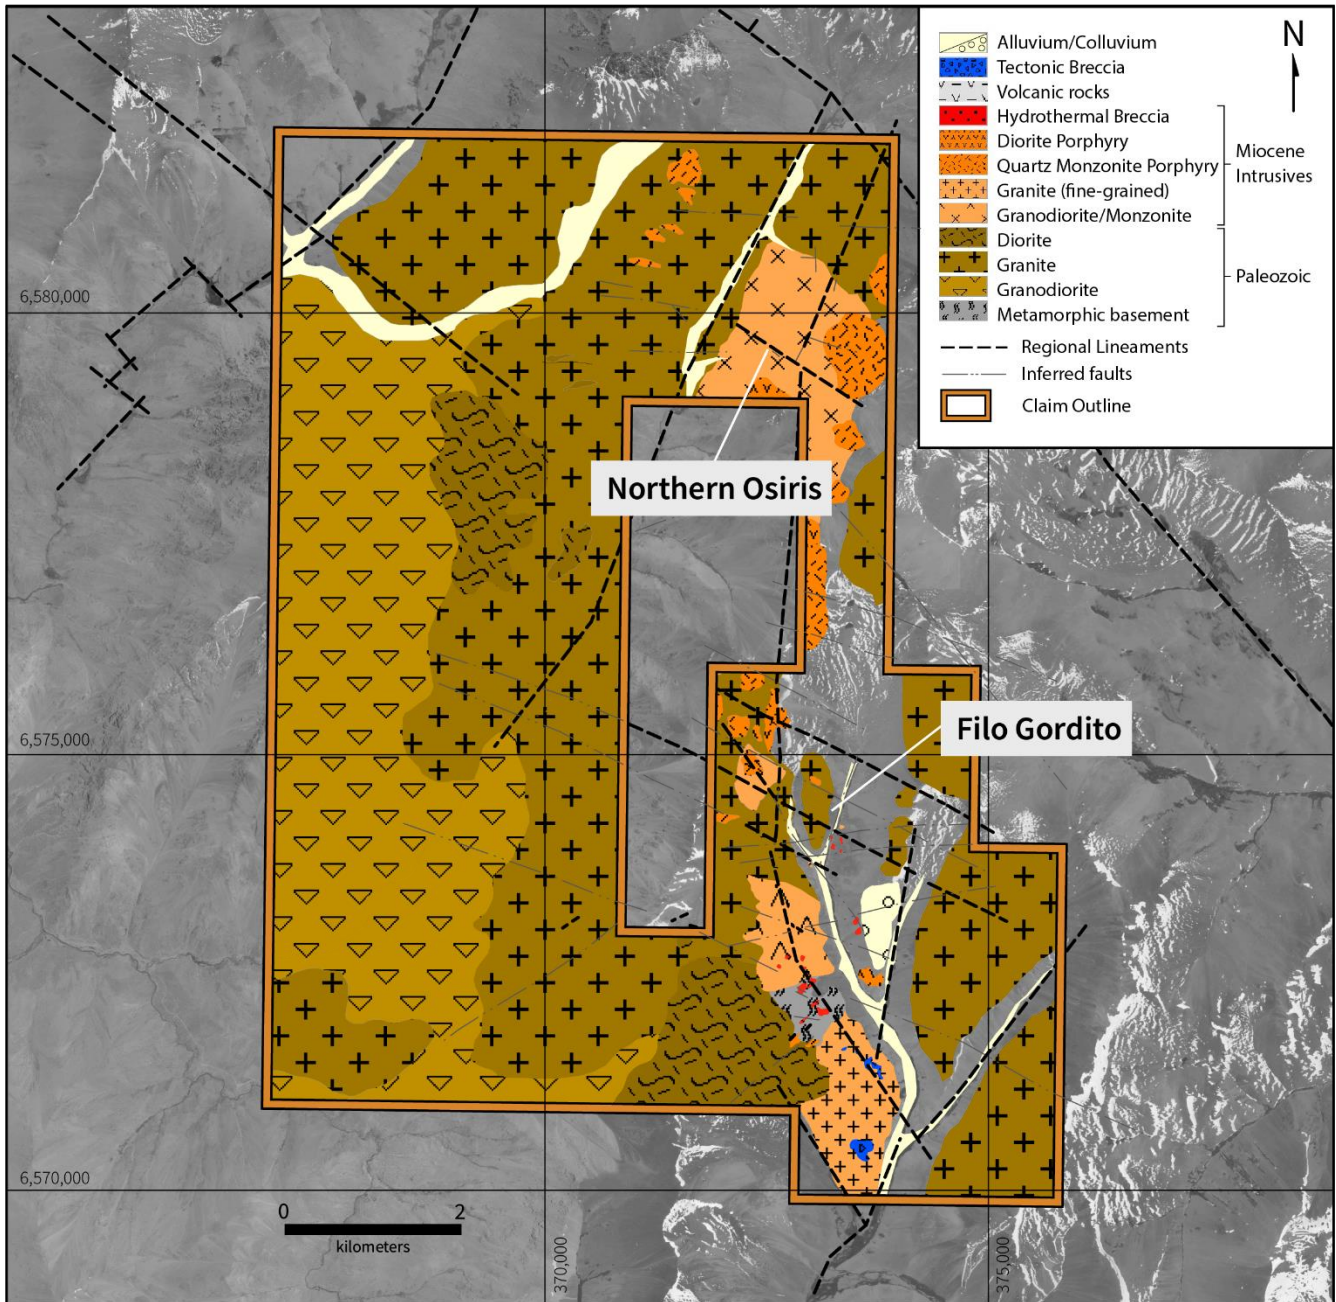 N
Alluvium/Colluvium
Tectonic Breccia
Volcanic rocks
Hydrothermal Breccia
Diorite Porphyry
Quartz Monzonite Porphyry
Granite (fine-grained)
Granodiorite/Monzonite
Miocene
Intrusives
Diorite
Granite
Granodiorite
Metamorphic basement
Paleozoic
Regional Lineaments
Inferred faults
Claim Outline
6,580,000
Northern Osiris
Filo Gordito
6,575,000
6,570,000
0 2
kilometers
370,000
375,000